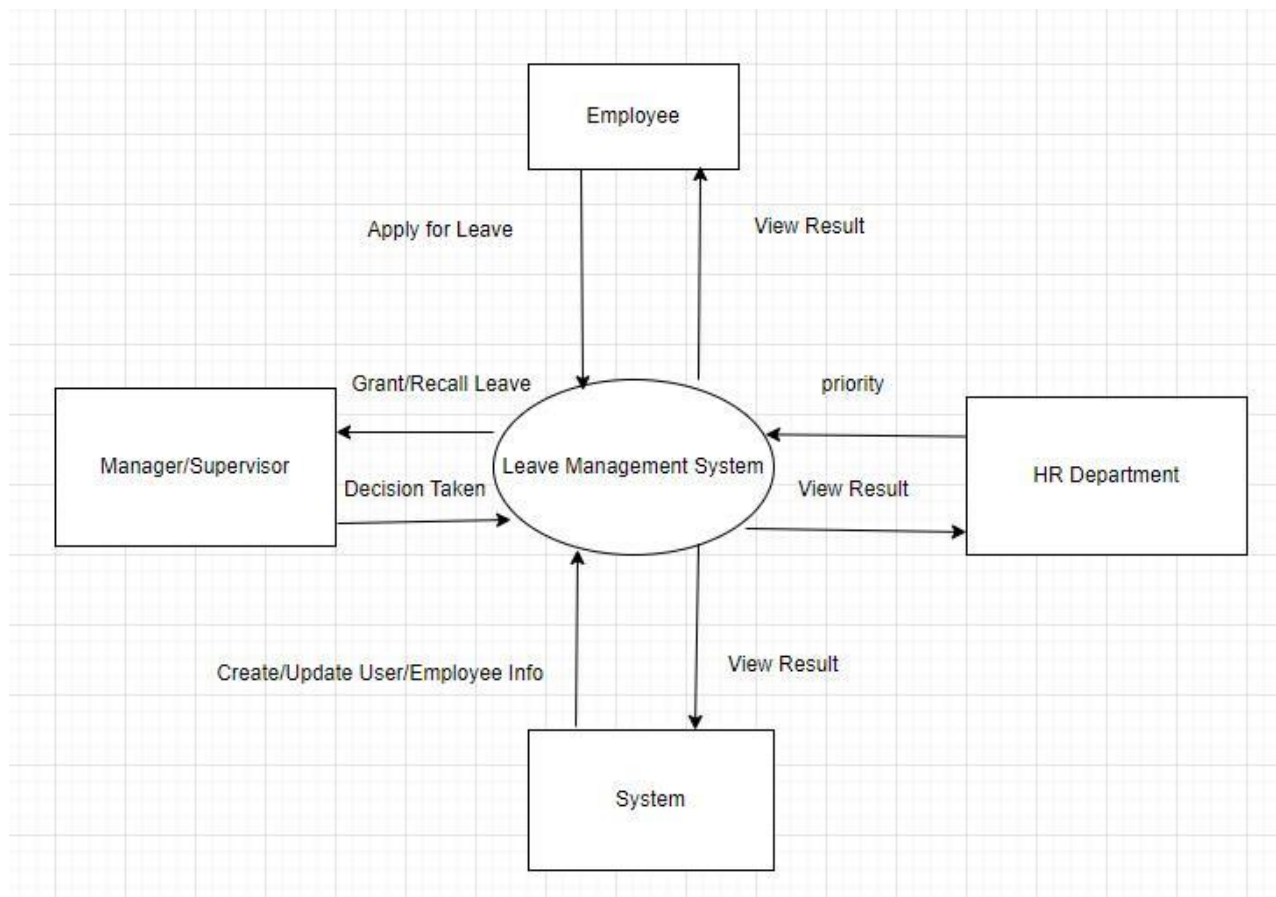 Employee
Apply for Leave
View Result
Grant/Recall Leave
priority
Manager/Supervisor
Leave Management System
HR Department
Decision Taken
View Result
Create/Update User/Employee Info
View Result
System